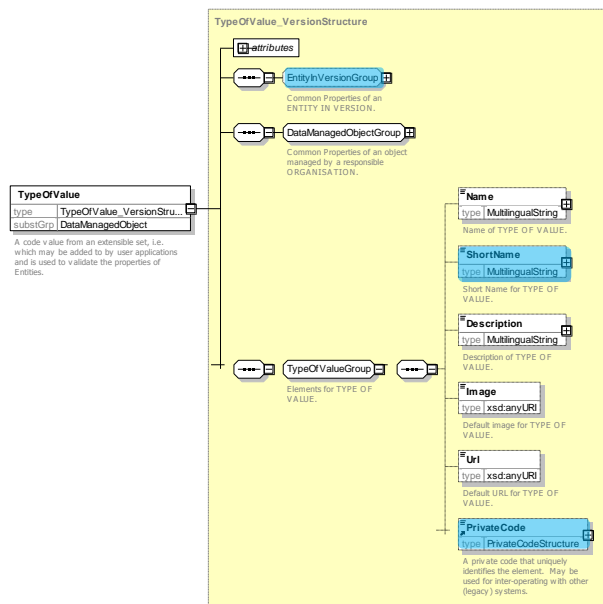 TypeOfValue_VersionStructure
attributes
EntityInVersionGroup
Common Properties of an
ENTITY IN VERSION.
DataManagedObjectGroup
Common Properties of an object
managed by a responsible
ORGANISATION.
TypeOfValue
type TypeOfValue_VersionStru...
substGrp DataManagedObject
A code value from an extensible set, i.e.
which may be added to by user applications
and is used to validate the properties of
Entities.
TypeOfValueGroup
Elements for TYPE OF
VALUE.
Name
type MultilingualString
Name of TYPE OF VALUE.
ShortName
type MultilingualString
Short Name for TYPE OF
VALUE.
Description
type MultilingualString
Description of TYPE OF
VALUE.
Image
type xsd:anyURI
Default image for TYPE OF
VALUE.
Url
type xsd:anyURI
Default URL for TYPE OF
VALUE.
PrivateCode
type PrivateCodeStructure
A private code that uniquely
identifies the element. May be
used for inter-operating with other
(legacy) systems.